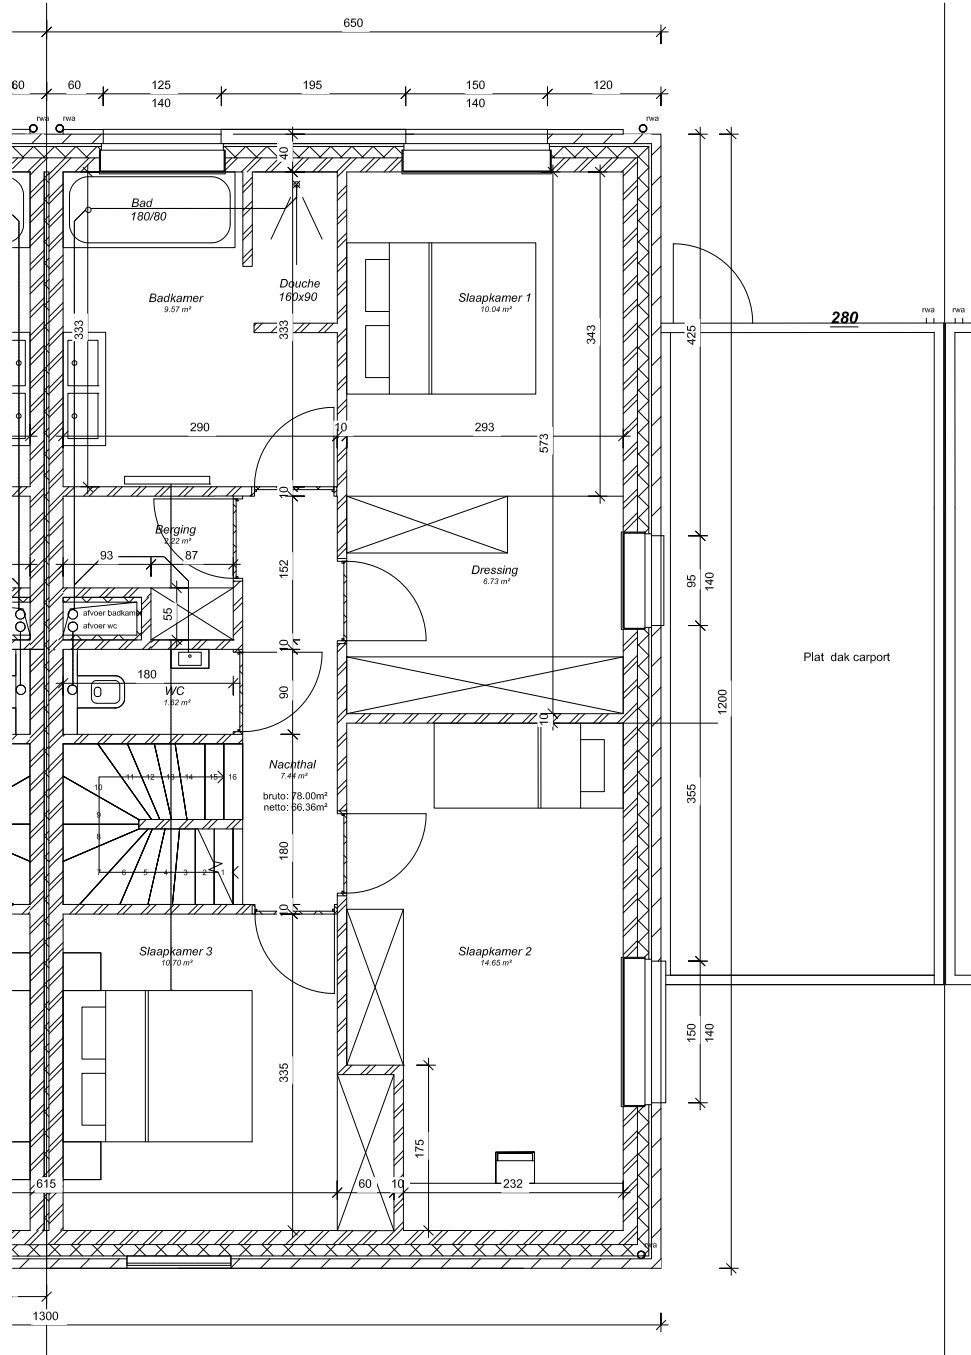 650
60
60
125
195
150
120
140
140
rwa
rwa
rwa
40
Bad
180/80
Douche
160x90
Badkamer
9.57 m²
Slaapkamer 1
10.04 m²
280
rwa
rwa
333
333
343
425
290
10
293
573
10
Berging
2.22 m²
93
87
152
Dressing
6.73 m²
95
140
55
afvoer badkamer
afvoer wc
10
Plat dak carport
180
WC
1.62 m²
90
1200
10
Nachthal
7.44 m²
bruto: 78.00m²
netto: 66.36m²
10
11
12
13
14
15
16
9
8
7
6
5
4
3
2
1
180
355
10
Slaapkamer 3
10.70 m²
Slaapkamer 2
14.65 m²
150
140
335
175
615
60
10
232
rwa
1300